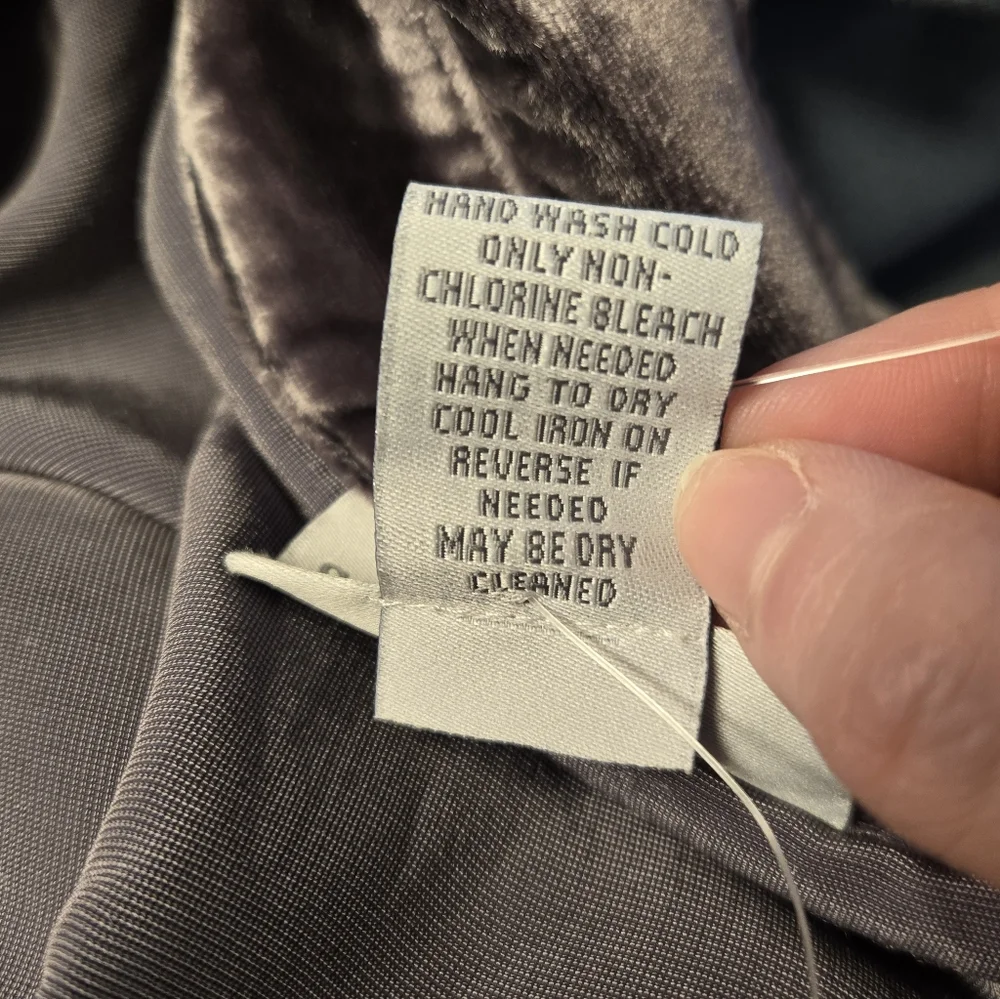 HAND WASH COLD
ONLY NON-
CHLORINE BLEACH
WHEN NEEDED
HANG TO DRY
COOL IRON ON
REVERSE IF
NEEDED
MAY BE DRY
CLEANED